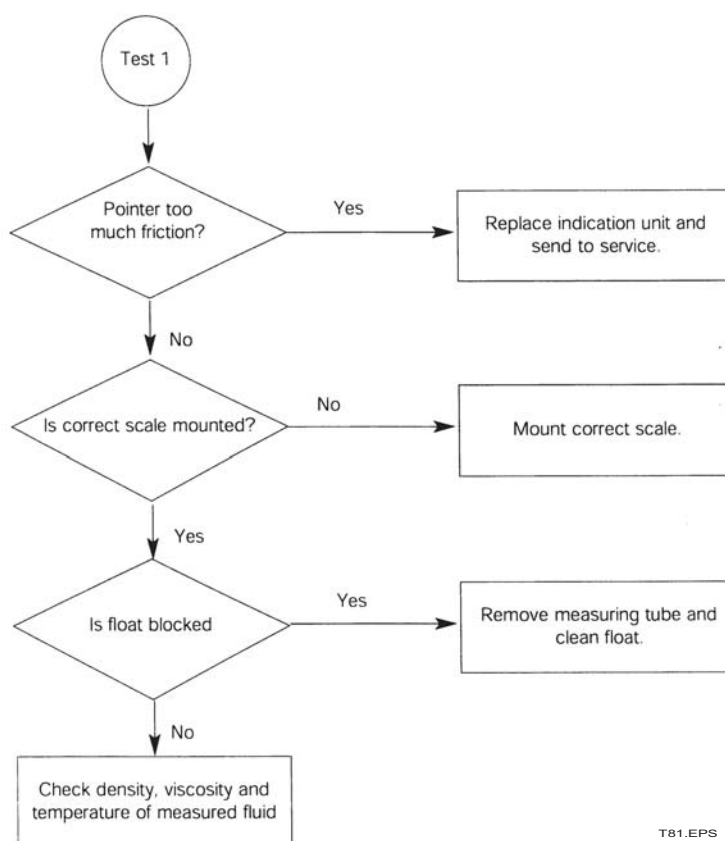 Test 1
Pointer too
much friction?
Yes
Replace indication unit and
send to service.
No
Is correct scale mounted?
No
Mount correct scale.
Yes
Is float blocked
Yes
Remove measuring tube and
clean float.
No
Check density, viscosity and
temperature of measured fluid
T81.EPS